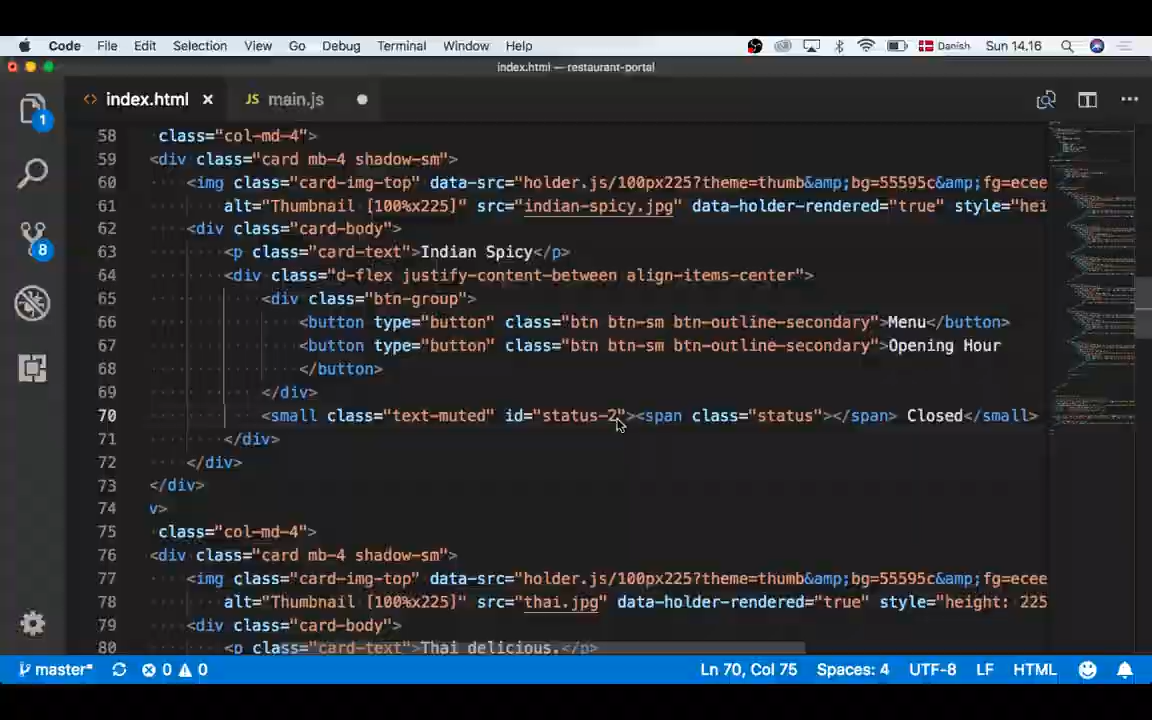 Code File Edit Selection View Go Debug Terminal Window Help Danish Sun 14.16
index.html — restaurant-portal
index.html × JS main.js
1
8
58 class="col-md-4">
59 <div class="card mb-4 shadow-sm">
60 <img class="card-img-top" data-src="holder.js/100px225?theme=thumb&amp;bg=55595c&amp;fg=ecee
61 alt="Thumbnail [100%x225]" src="indian-spicy.jpg" data-holder-rendered="true" style="hei
62 <div class="card-body">
63 <p class="card-text">Indian Spicy</p>
64 <div class="d-flex justify-content-between align-items-center">
65 <div class="btn-group">
66 <button type="button" class="btn btn-sm btn-outline-secondary">Menu</button>
67 <button type="button" class="btn btn-sm btn-outline-secondary">Opening Hour
68 </button>
69 </div>
70 <small class="text-muted" id="status-2"><span class="status"></span> Closed</small>
71 </div>
72 </div>
73 </div>
74 v>
75 class="col-md-4">
76 <div class="card mb-4 shadow-sm">
77 <img class="card-img-top" data-src="holder.js/100px225?theme=thumb&amp;bg=55595c&amp;fg=ecee
78 alt="Thumbnail [100%x225]" src="thai.jpg" data-holder-rendered="true" style="height: 225
79 <div class="card-body">
80 <p class="card-text">Thai delicious.</p>
master* 0 0 Ln 70, Col 75 Spaces: 4 UTF-8 LF HTML